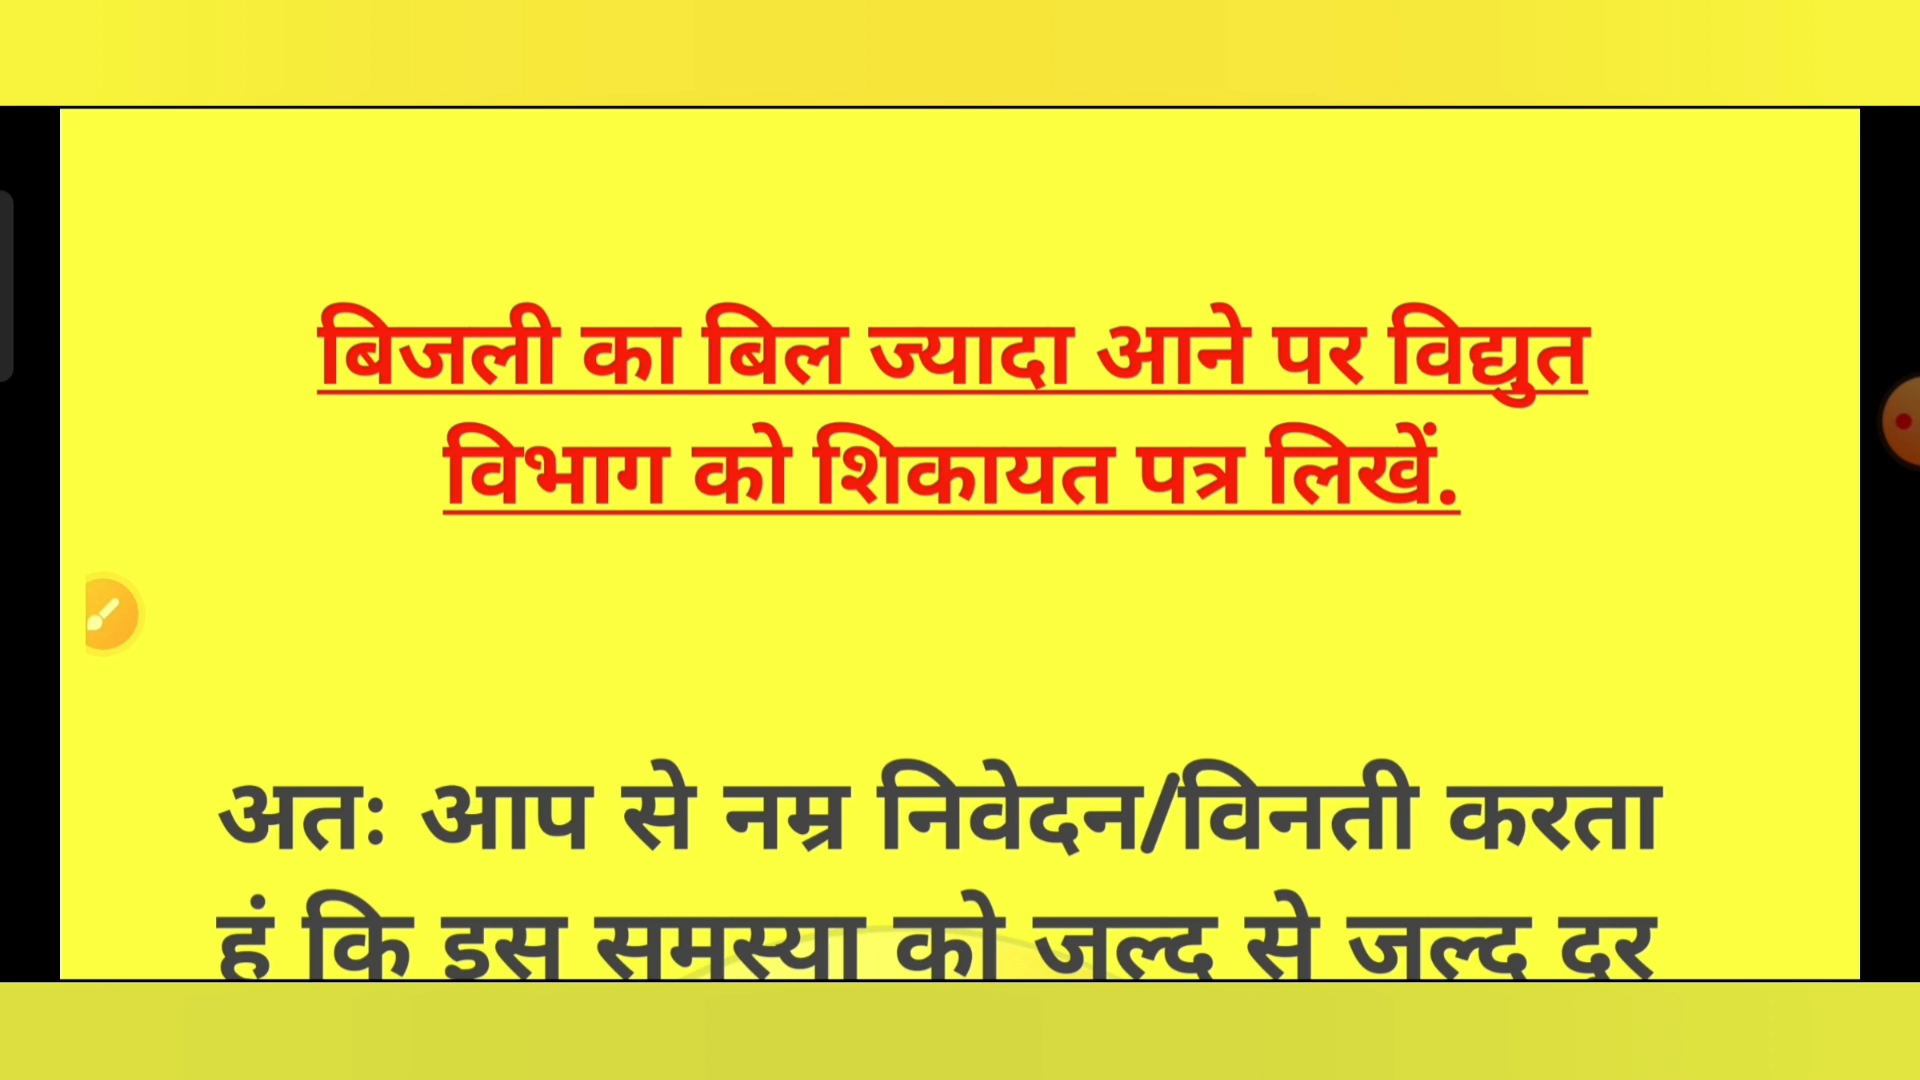 बिजली का बिल ज्यादा आने पर विद्युत
विभाग को शिकायत पत्र लिखें.
अतः आप से नम्र निवेदन/विनती करता
हूं कि इस समस्या को जल्द से जल्द दूर